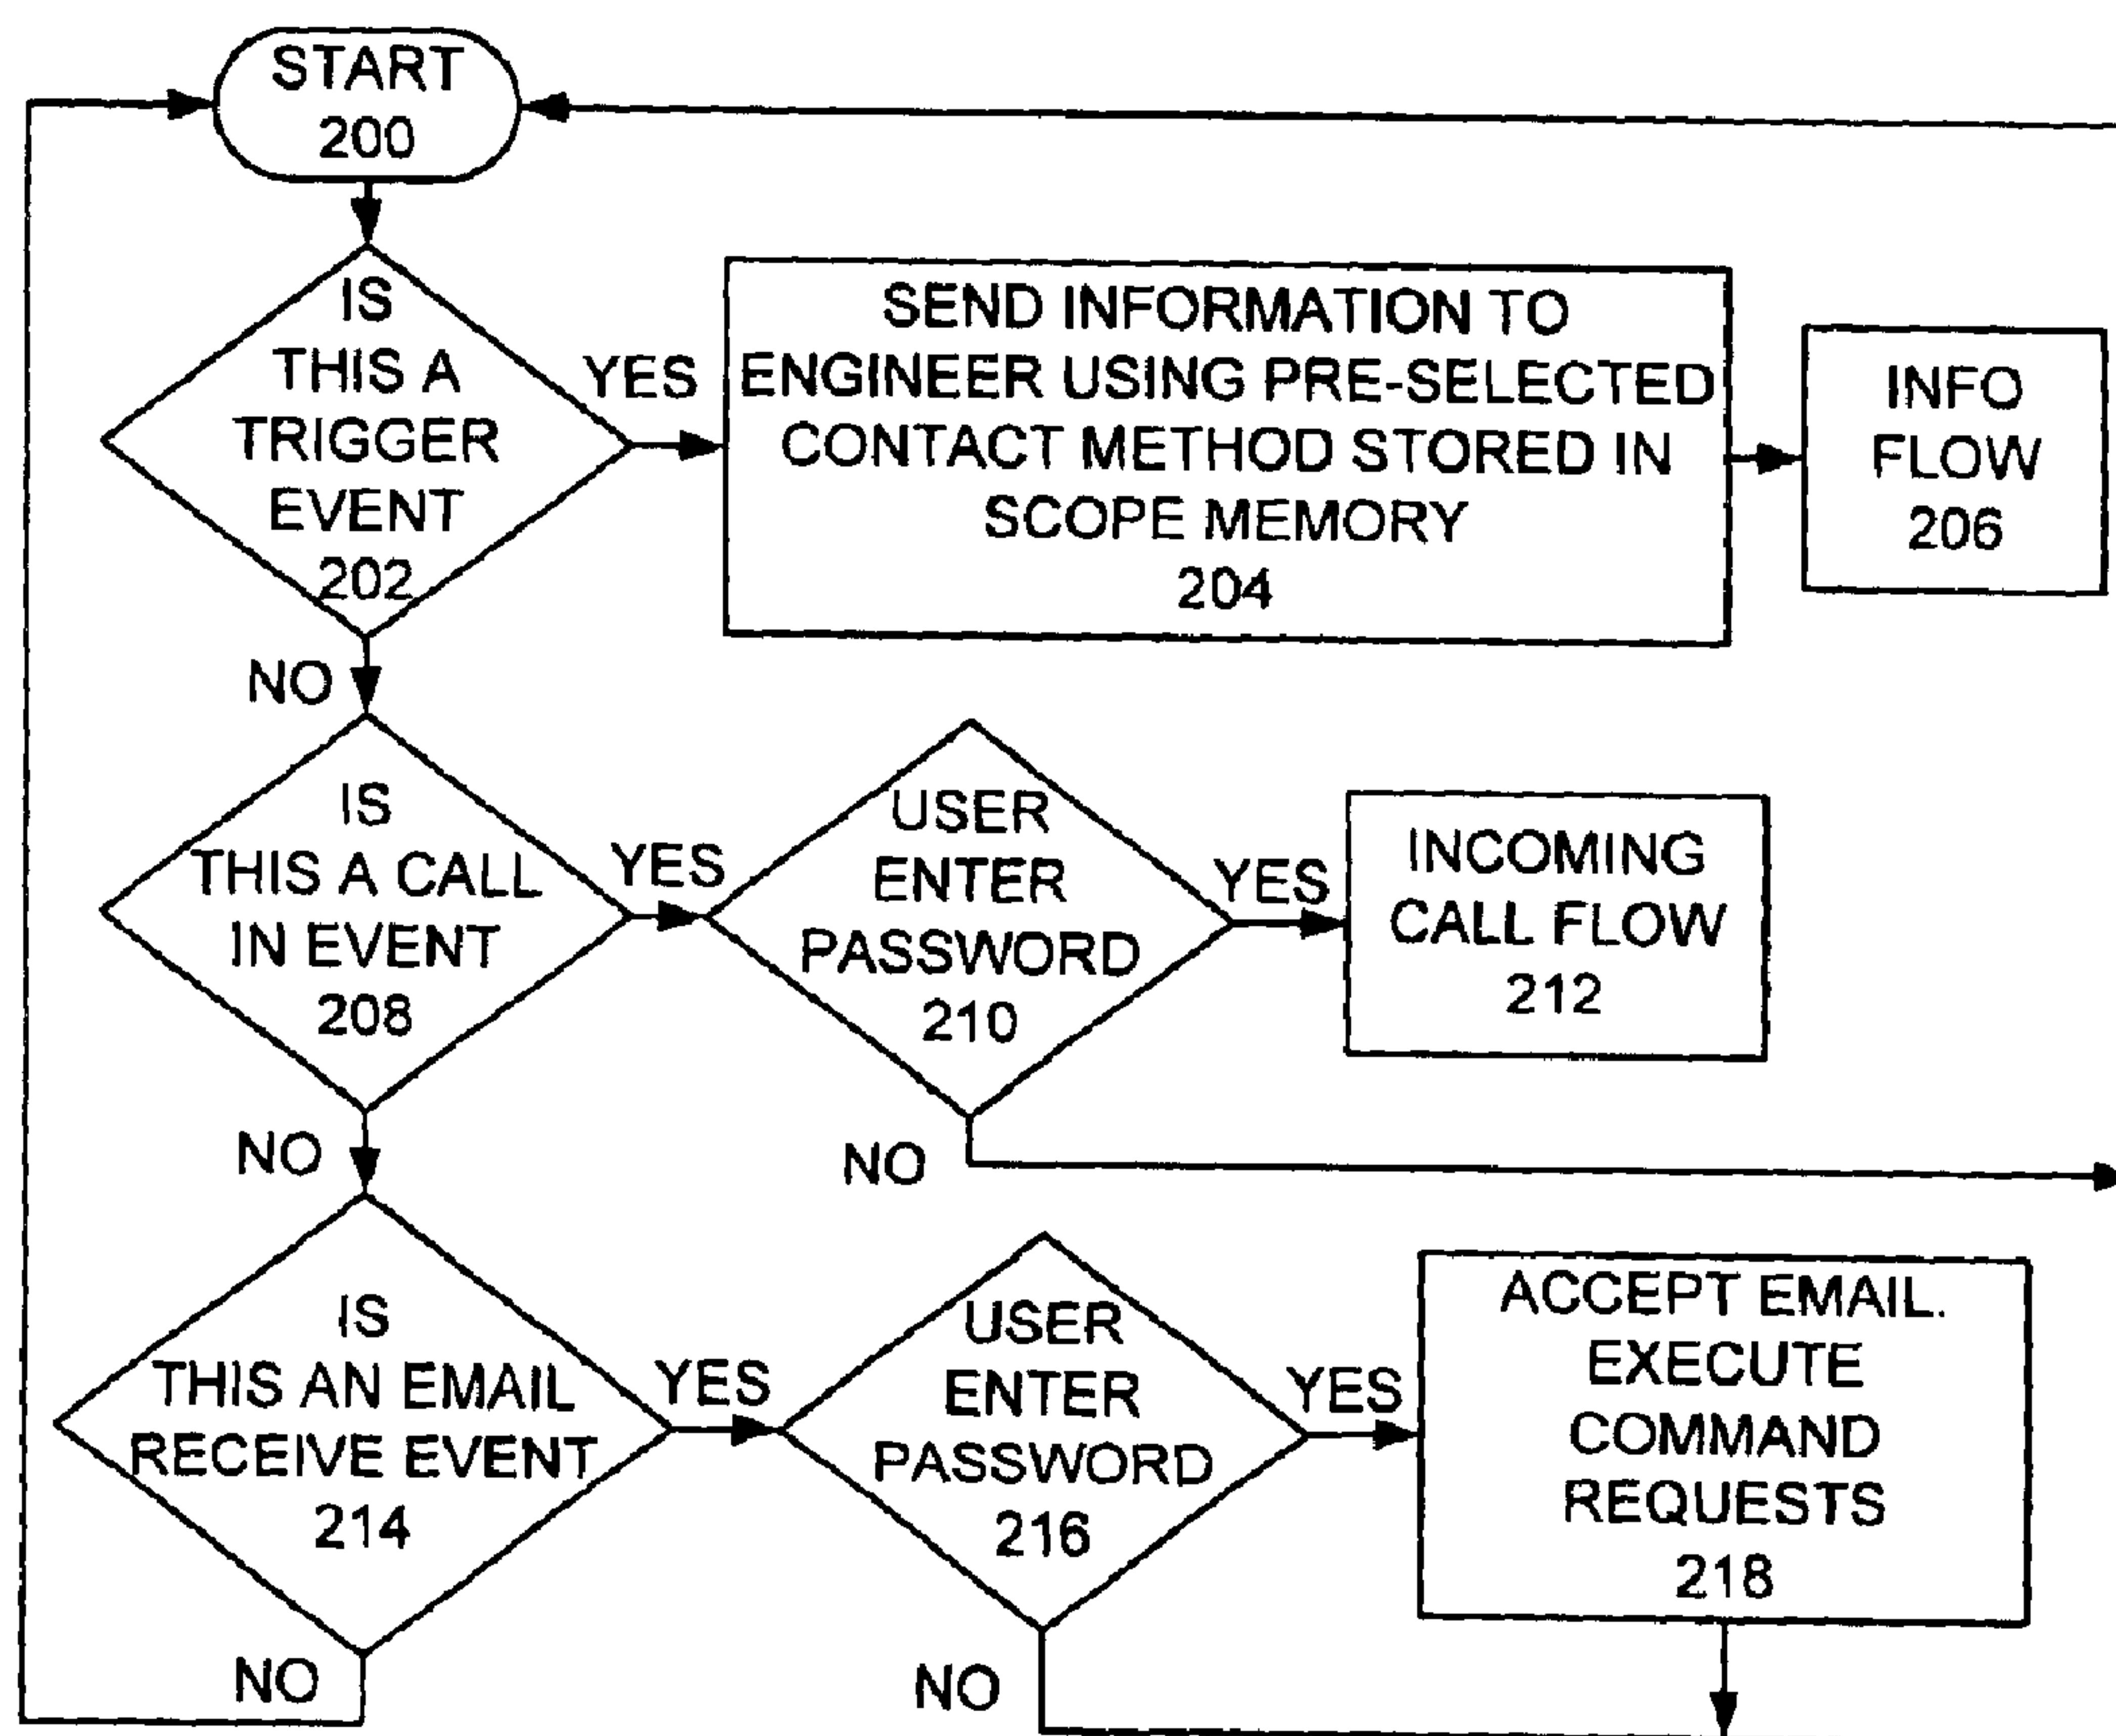 START
200
IS
THIS A
TRIGGER
EVENT
202
YES
SEND INFORMATION TO
ENGINEER USING PRE-SELECTED
CONTACT METHOD STORED IN
SCOPE MEMORY
204
INFO
FLOW
206
NO
IS
THIS A CALL
IN EVENT
208
YES
USER
ENTER
PASSWORD
210
YES
INCOMING
CALL FLOW
212
NO
NO
IS
THIS AN EMAIL
RECEIVE EVENT
214
YES
USER
ENTER
PASSWORD
216
YES
ACCEPT EMAIL.
EXECUTE
COMMAND
REQUESTS
218
NO
NO